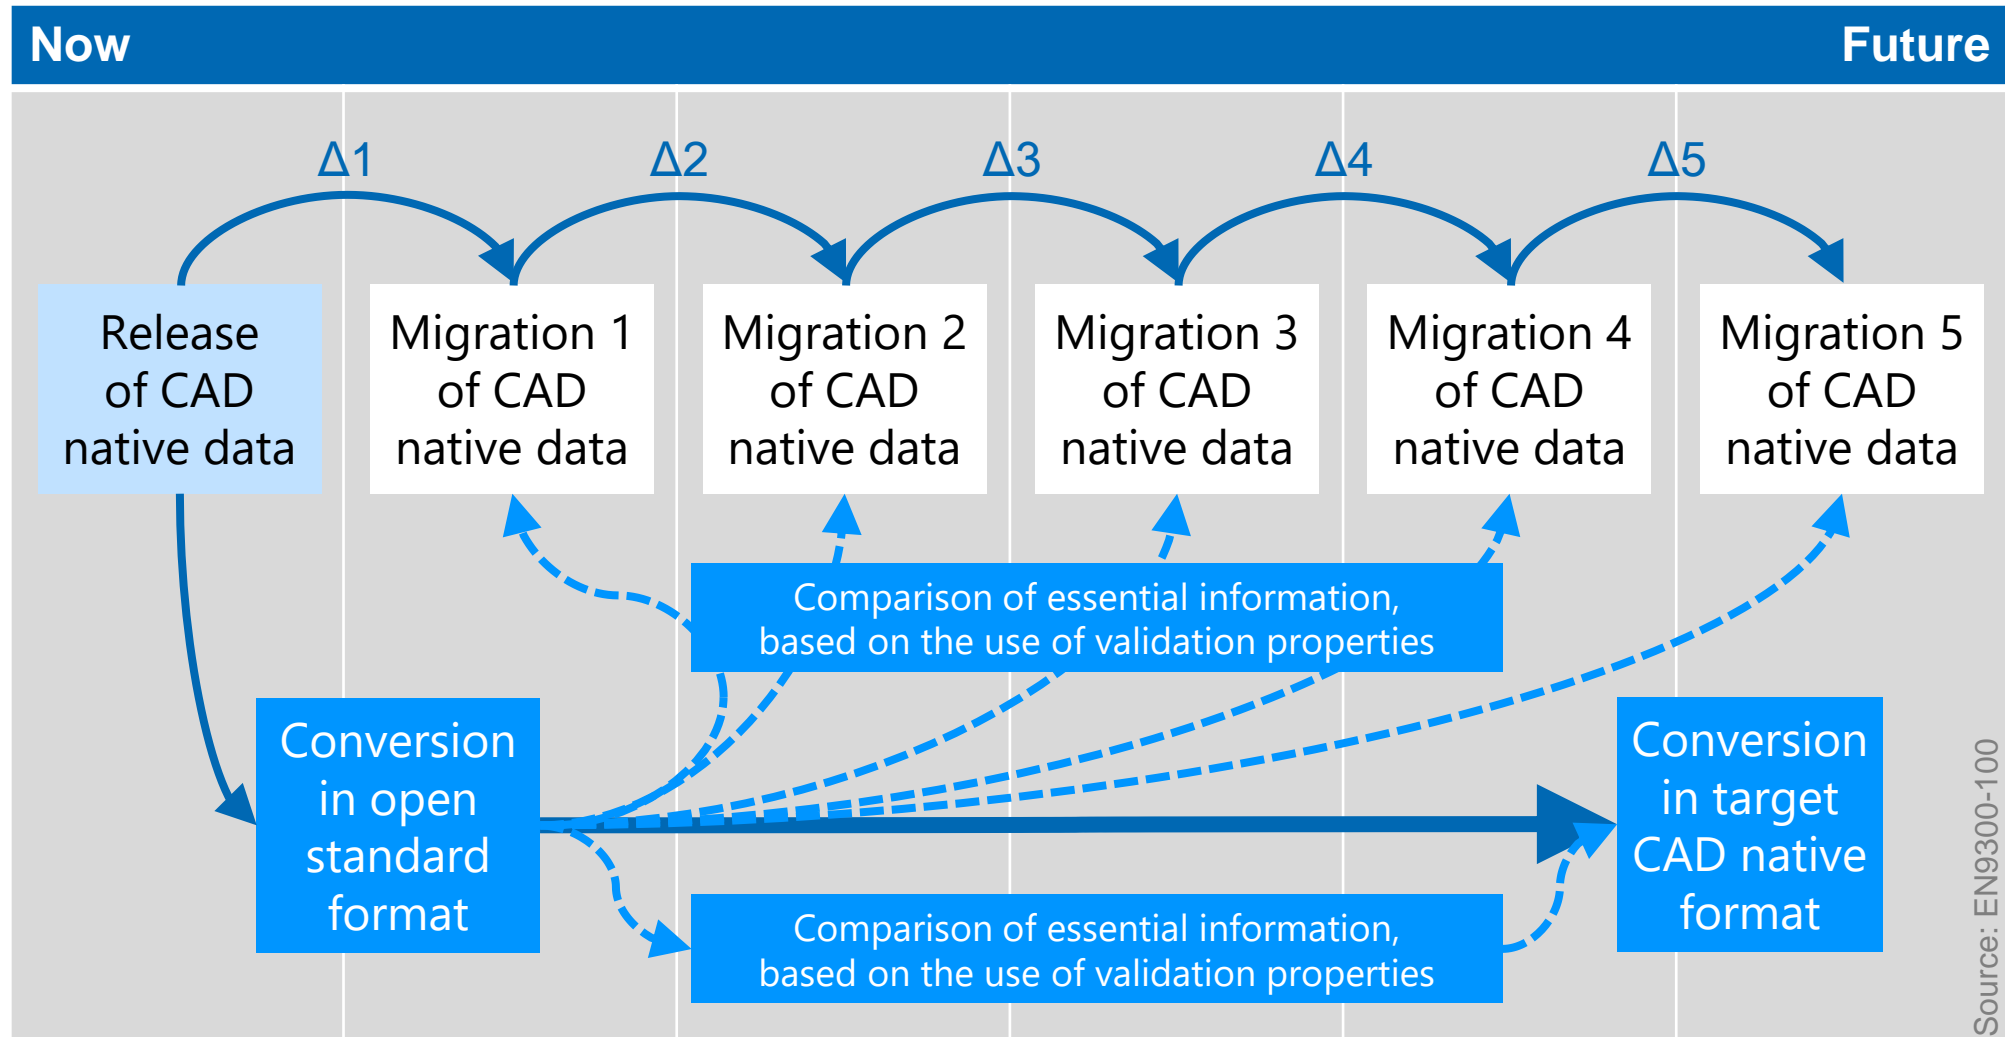 Now
Future
Δ1
Δ2
Δ3
Δ4
Δ5
Release
of CAD
native data
Migration 1
of CAD
native data
Migration 2
of CAD
native data
Migration 3
of CAD
native data
Migration 4
of CAD
native data
Migration 5
of CAD
native data
Comparison of essential information,
based on the use of validation properties
Conversion
in open
standard
format
Conversion
in target
CAD native
format
Comparison of essential information,
based on the use of validation properties
Source: EN9300-100